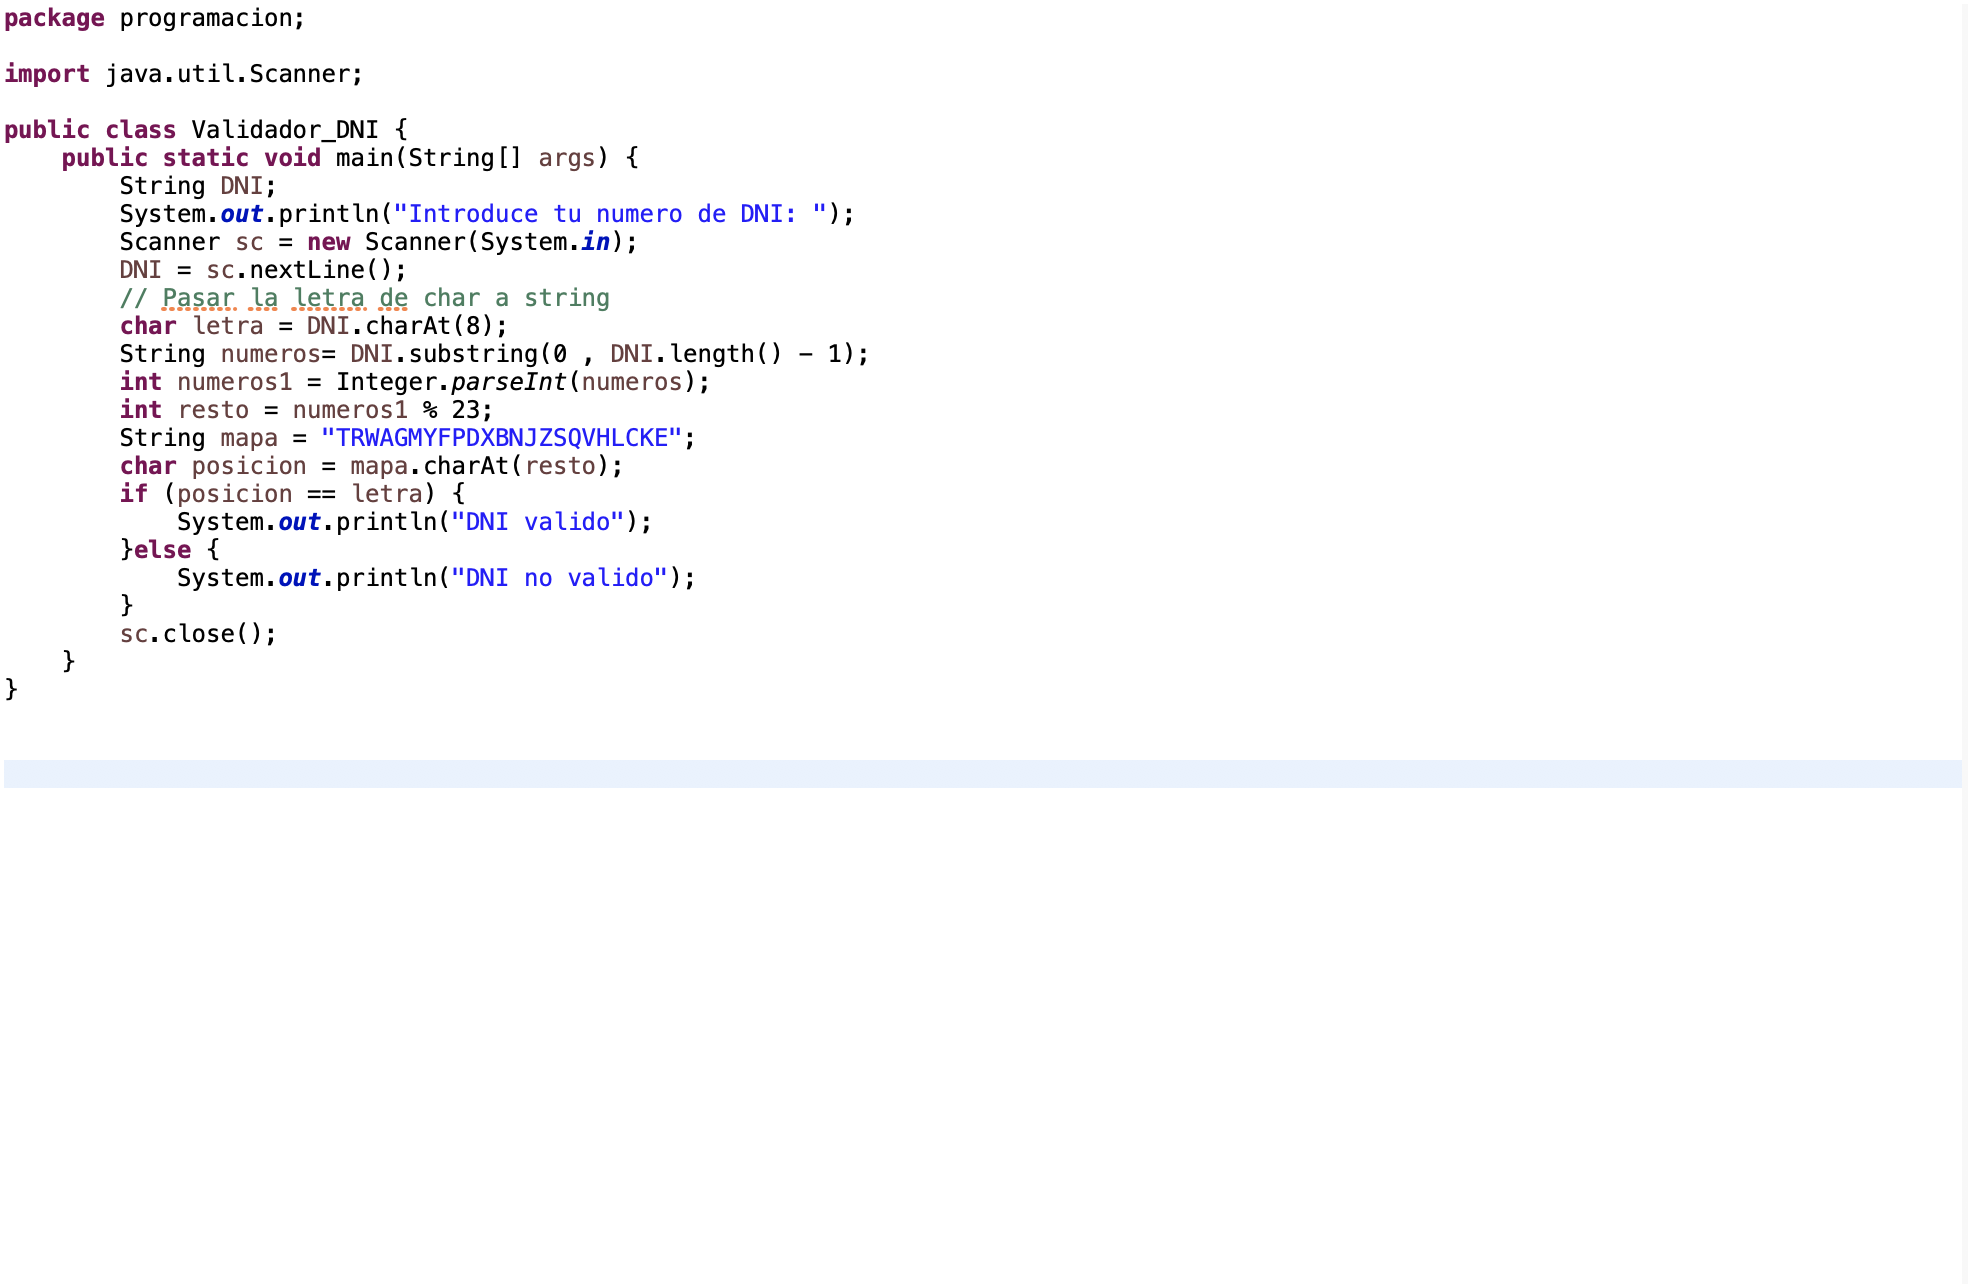 package programacion;
import java.util.Scanner;
public class Validador_DNI {
public static void main(String[] args) {
String DNI;
System.out.println("Introduce tu numero de DNI: ");
Scanner sc = new Scanner(System.in);
DNI = sc.nextLine();
// Pasar la letra de char a string
char letra = DNI.charAt(8);
String numeros= DNI.substring(0 , DNI.length() - 1);
int numeros1 = Integer.parseInt(numeros);
int resto = numeros1 % 23;
String mapa = "TRWAGMYFPDXBNJZSQVHLCKE";
char posicion = mapa.charAt(resto);
if (posicion == letra) {
System.out.println("DNI valido");
}else {
System.out.println("DNI no valido");
}
sc.close();
}
}